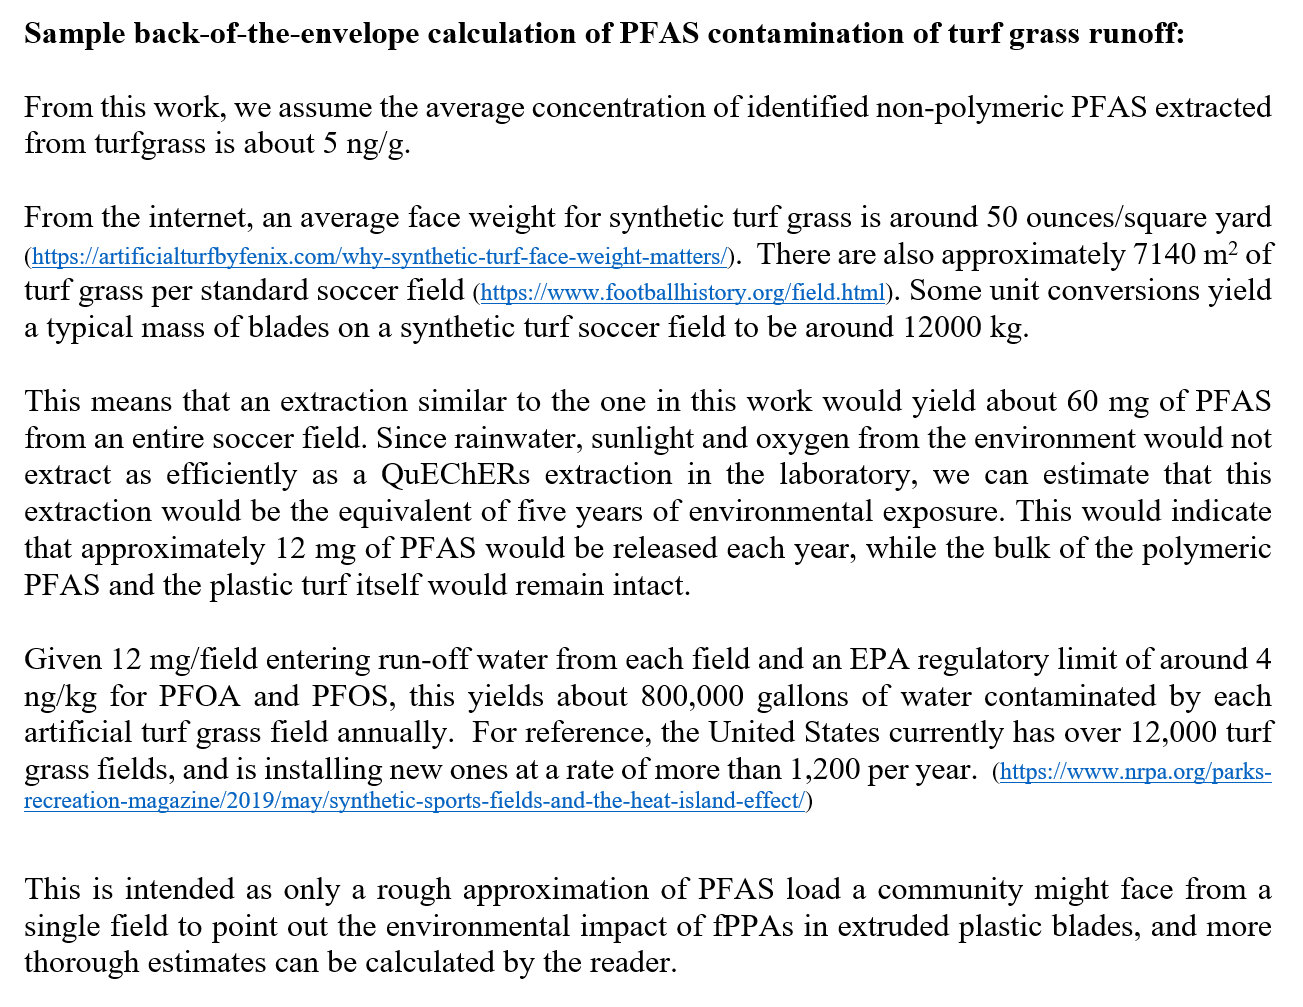 Sample back-of-the-envelope calculation of PFAS contamination of turf grass runoff:
From this work, we assume the average concentration of identified non-polymeric PFAS extracted
from turfgrass is about 5 ng/g.
From the internet, an average face weight for synthetic turf grass is around 50 ounces/square yard
(https://artificialturfbyfenix.com/why-synthetic-turf-face-weight-matters/). There are also approximately 7140 m² of
turf grass per standard soccer field (https://www.footballhistory.org/field.html). Some unit conversions yield
a typical mass of blades on a synthetic turf soccer field to be around 12000 kg.
This means that an extraction similar to the one in this work would yield about 60 mg of PFAS
from an entire soccer field. Since rainwater, sunlight and oxygen from the environment would not
extract as efficiently as a QuEChERs extraction in the laboratory, we can estimate that this
extraction would be the equivalent of five years of environmental exposure. This would indicate
that approximately 12 mg of PFAS would be released each year, while the bulk of the polymeric
PFAS and the plastic turf itself would remain intact.
Given 12 mg/field entering run-off water from each field and an EPA regulatory limit of around 4
ng/kg for PFOA and PFOS, this yields about 800,000 gallons of water contaminated by each
artificial turf grass field annually. For reference, the United States currently has over 12,000 turf
grass fields, and is installing new ones at a rate of more than 1,200 per year. (https://www.nrpa.org/parks-
recreation-magazine/2019/may/synthetic-sports-fields-and-the-heat-island-effect/)
This is intended as only a rough approximation of PFAS load a community might face from a
single field to point out the environmental impact of fPPAs in extruded plastic blades, and more
thorough estimates can be calculated by the reader.